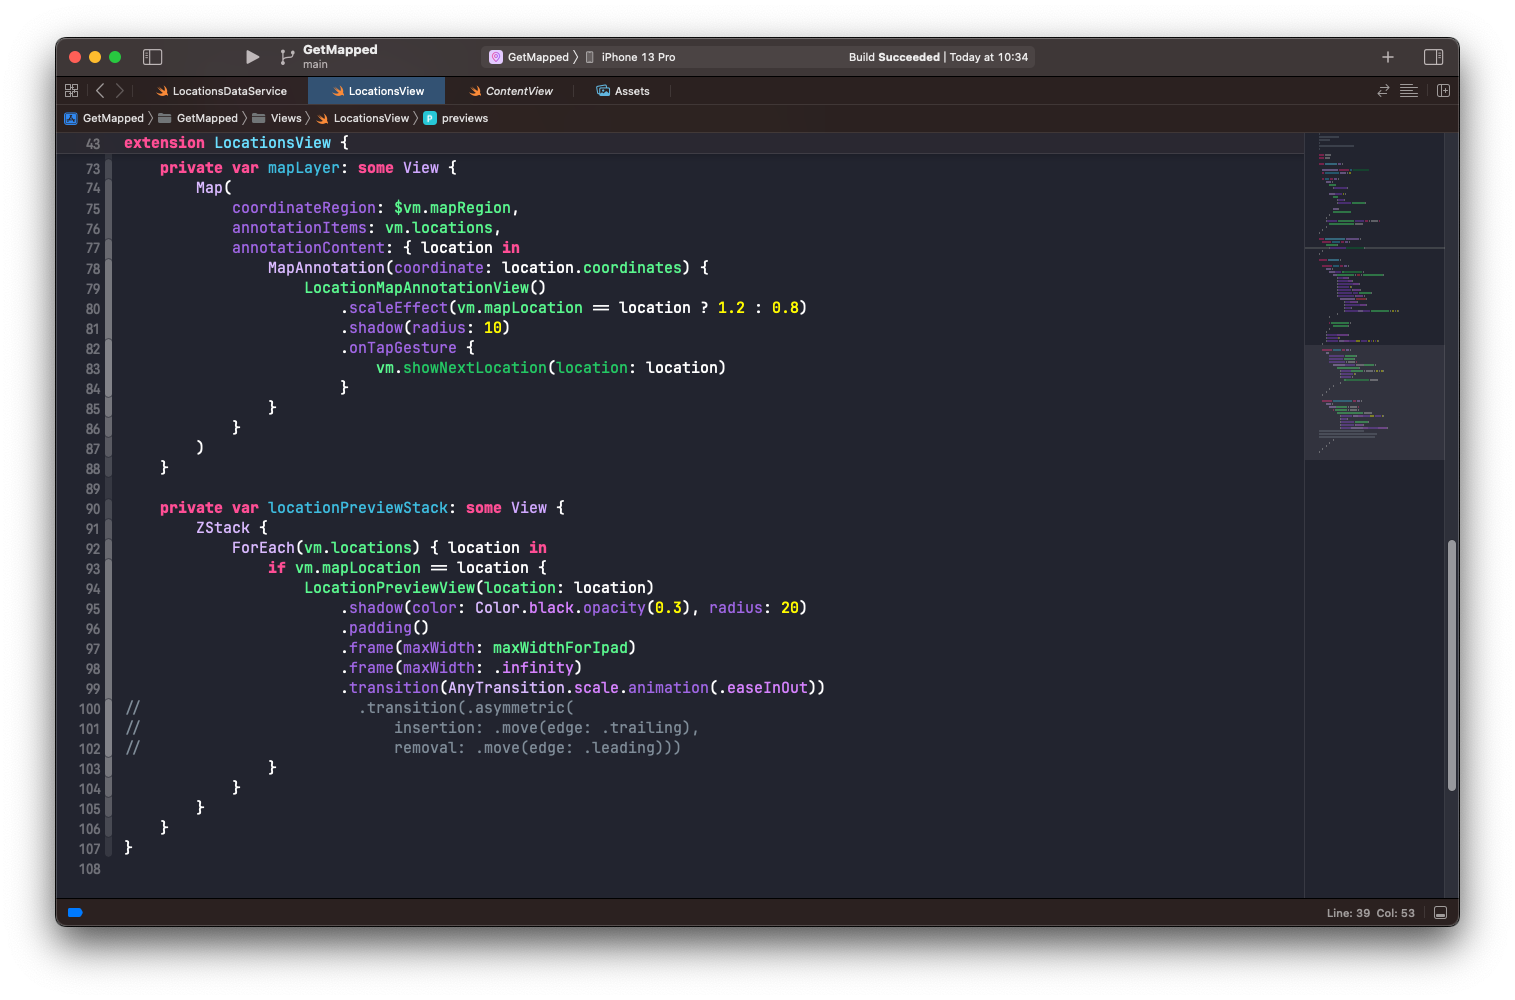 GetMapped
main
GetMapped 〉 iPhone 13 Pro
Build Succeeded | Today at 10:34
LocationsDataService
LocationsView
ContentView
Assets
GetMapped 〉 GetMapped 〉 Views 〉 LocationsView 〉 P previews
43 extension LocationsView {
73     private var mapLayer: some View {
74         Map(
75             coordinateRegion: $vm.mapRegion,
76             annotationItems: vm.locations,
77             annotationContent: { location in
78                 MapAnnotation(coordinate: location.coordinates) {
79                     LocationMapAnnotationView()
80                         .scaleEffect(vm.mapLocation == location ? 1.2 : 0.8)
81                         .shadow(radius: 10)
82                         .onTapGesture {
83                             vm.showNextLocation(location: location)
84                         }
85                 }
86             }
87         )
88     }
89
90     private var locationPreviewStack: some View {
91         ZStack {
92             ForEach(vm.locations) { location in
93                 if vm.mapLocation == location {
94                     LocationPreviewView(location: location)
95                         .shadow(color: Color.black.opacity(0.3), radius: 20)
96                         .padding()
97                         .frame(maxWidth: maxWidthForIpad)
98                         .frame(maxWidth: .infinity)
99                         .transition(AnyTransition.scale.animation(.easeInOut))
100 //                        .transition(.asymmetric(
101 //                            insertion: .move(edge: .trailing),
102 //                            removal: .move(edge: .leading)))
103                 }
104             }
105         }
106     }
107 }
108
Line: 39 Col: 53